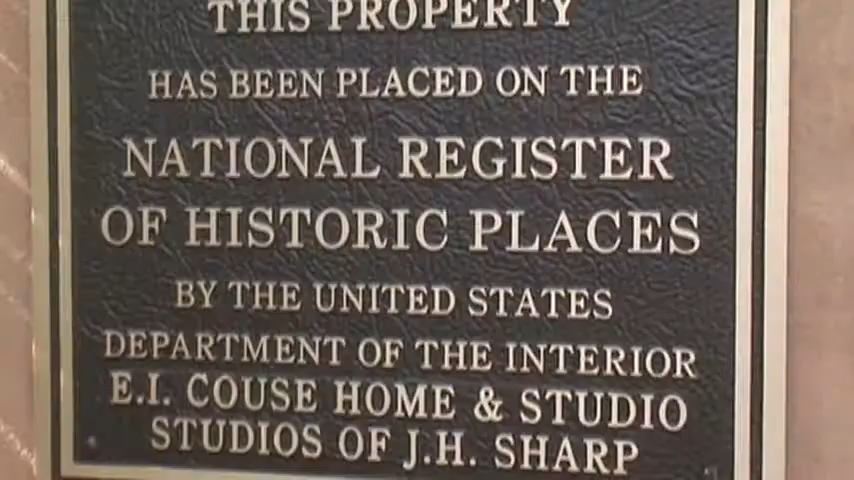 THIS PROPERTY
HAS BEEN PLACED ON THE
NATIONAL REGISTER
OF HISTORIC PLACES
BY THE UNITED STATES
DEPARTMENT OF THE INTERIOR
E.I. COUSE HOME & STUDIO
STUDIOS OF J.H. SHARP